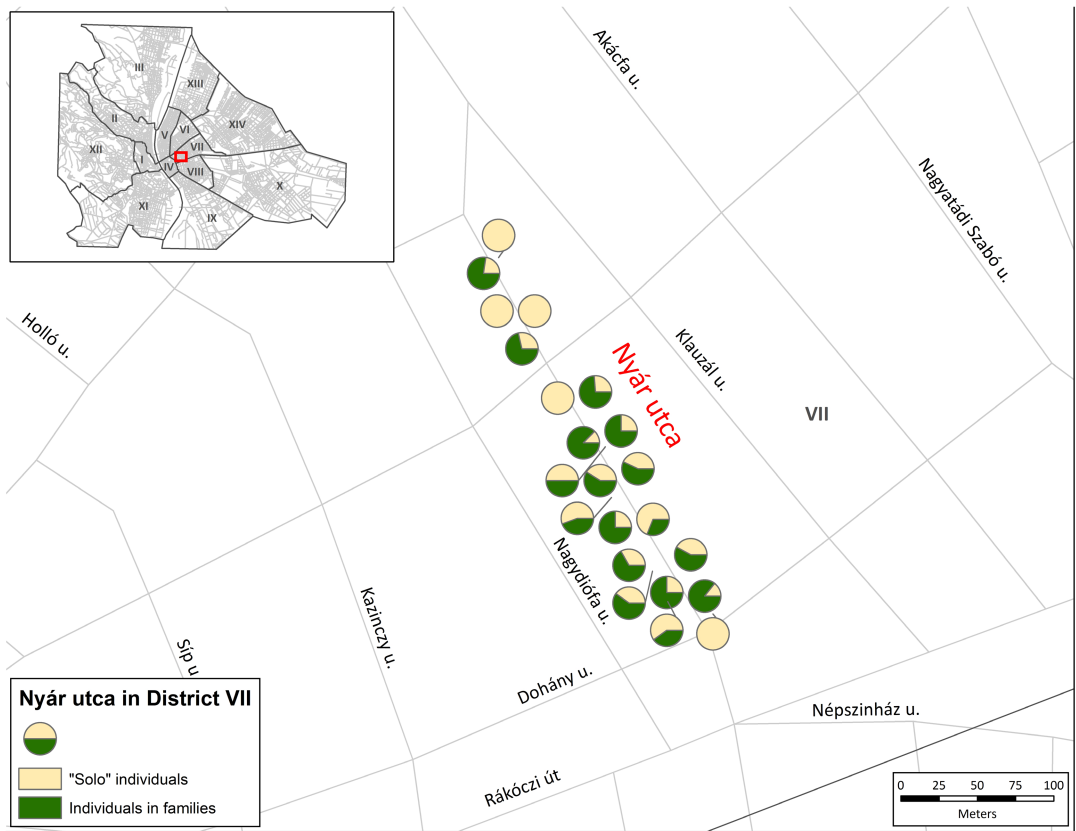 III
XIII
II
V
VI
XIV
XII
VII
I
IV
VIII
X
XI
IX
Akácfa u.
Nagyatádi Szabó u.
Holló u.
Klauzál u.
Nyár utca
VII
Nagydiófa u.
Kazinczy u.
Síp u
Dohány u.
Népszinház u.
Rákóczi út
Nyár utca in District VII
"Solo" individuals
Individuals in families
0 25 50 75 100
Meters